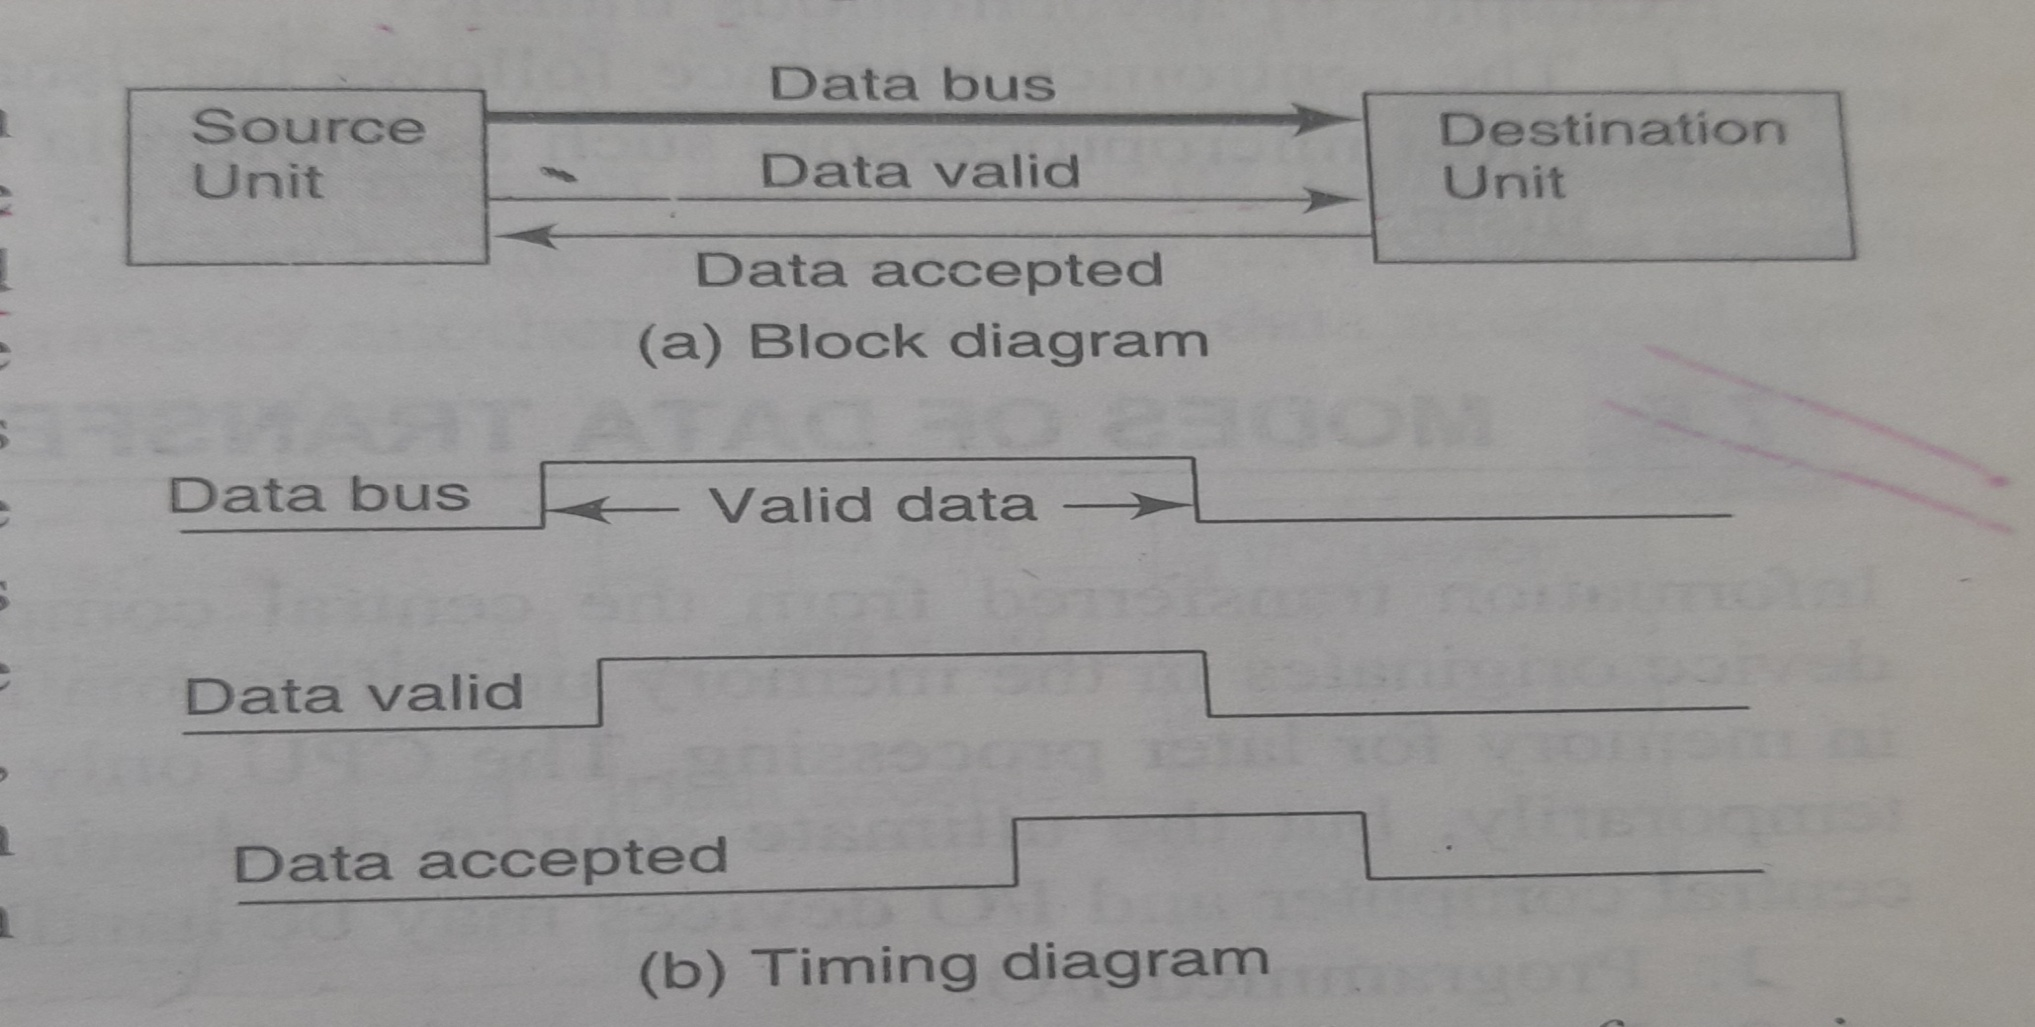 Data bus
Source
Unit
Data valid
Destination
Unit
Data accepted
(a) Block diagram
Data bus
Valid data
Data valid
Data accepted
(b) Timing diagram